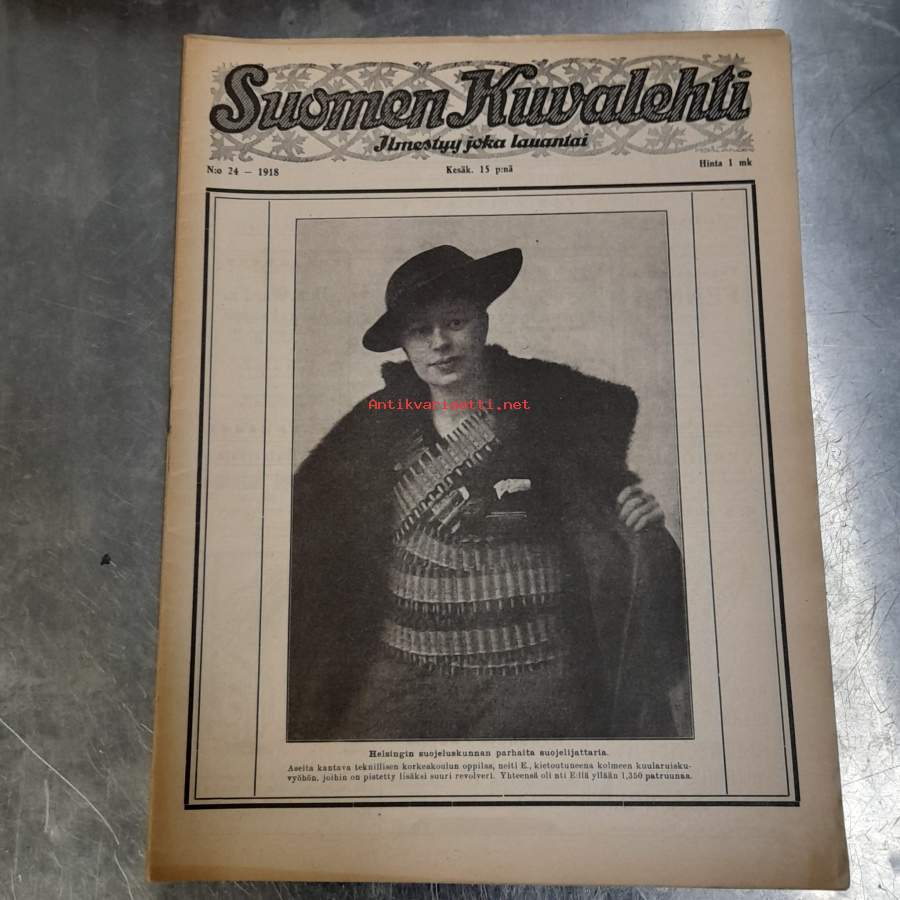 Suomen Kuvalehti
Ilmestyy joka lauantai
N:o 24 — 1918 Kesäk. 15 p:nä Hinta 1 mk
Antikvariaatti.net
Helsingin suojeluskunnan parhaita suojelijattaria.
Aseita kantava teknillisen korkeakoulun oppilas, neiti E., kietoutuneena kolmeen kuularuisku-
vyöhön, joihin on pistetty lisäksi suuri revolveri. Yhteensä oli nti E:llä yllään 1,350 patruunaa.